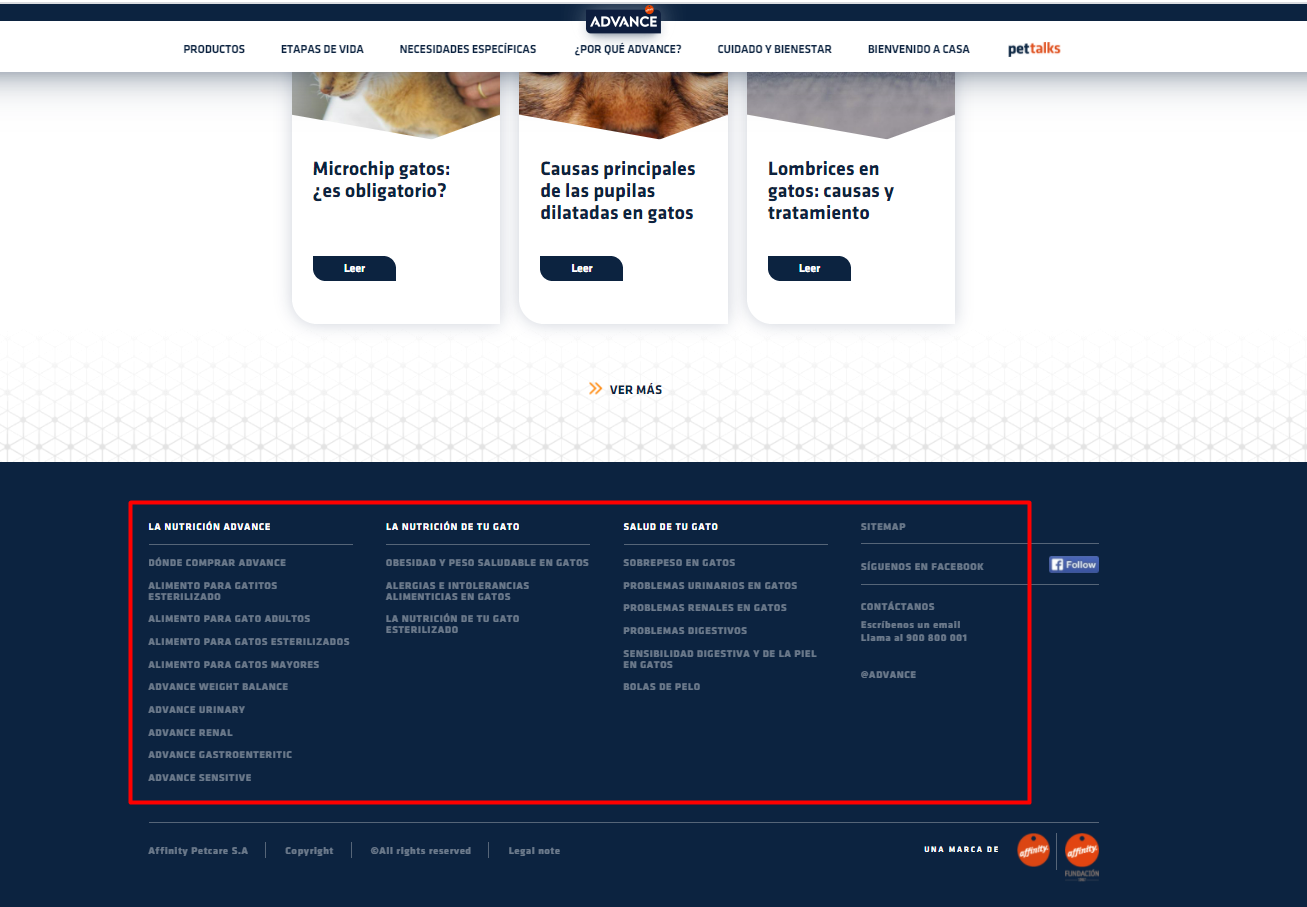 ADVANCE
PRODUCTOS ETAPAS DE VIDA NECESIDADES ESPECÍFICAS ¿POR QUÉ ADVANCE? CUIDADO Y BIENESTAR BIENVENIDO A CASA pettalks
Microchip gatos:
¿es obligatorio?
Leer
Causas principales
de las pupilas
dilatadas en gatos
Leer
Lombrices en
gatos: causas y
tratamiento
Leer
VER MÁS
LA NUTRICIÓN ADVANCE
DÓNDE COMPRAR ADVANCE
ALIMENTO PARA GATITOS
ESTERILIZADO
ALIMENTO PARA GATO ADULTOS
ALIMENTO PARA GATOS ESTERILIZADOS
ALIMENTO PARA GATOS MAYORES
ADVANCE WEIGHT BALANCE
ADVANCE URINARY
ADVANCE RENAL
ADVANCE GASTROENTERITIC
ADVANCE SENSITIVE
LA NUTRICIÓN DE TU GATO
OBESIDAD Y PESO SALUDABLE EN GATOS
ALERGIAS E INTOLERANCIAS
ALIMENTICIAS EN GATOS
LA NUTRICIÓN DE TU GATO
ESTERILIZADO
SALUD DE TU GATO
SOBREPESO EN GATOS
PROBLEMAS URINARIOS EN GATOS
PROBLEMAS RENALES EN GATOS
PROBLEMAS DIGESTIVOS
SENSIBILIDAD DIGESTIVA Y DE LA PIEL
EN GATOS
BOLAS DE PELO
SITEMAP
SÍGUENOS EN FACEBOOK
Follow
CONTÁCTANOS
Escríbenos un email
Llama al 900 800 001
@ADVANCE
Affinity Petcare S.A Copyright ©All rights reserved Legal note
UNA MARCA DE
affinity
affinity
FUNDACIÓN